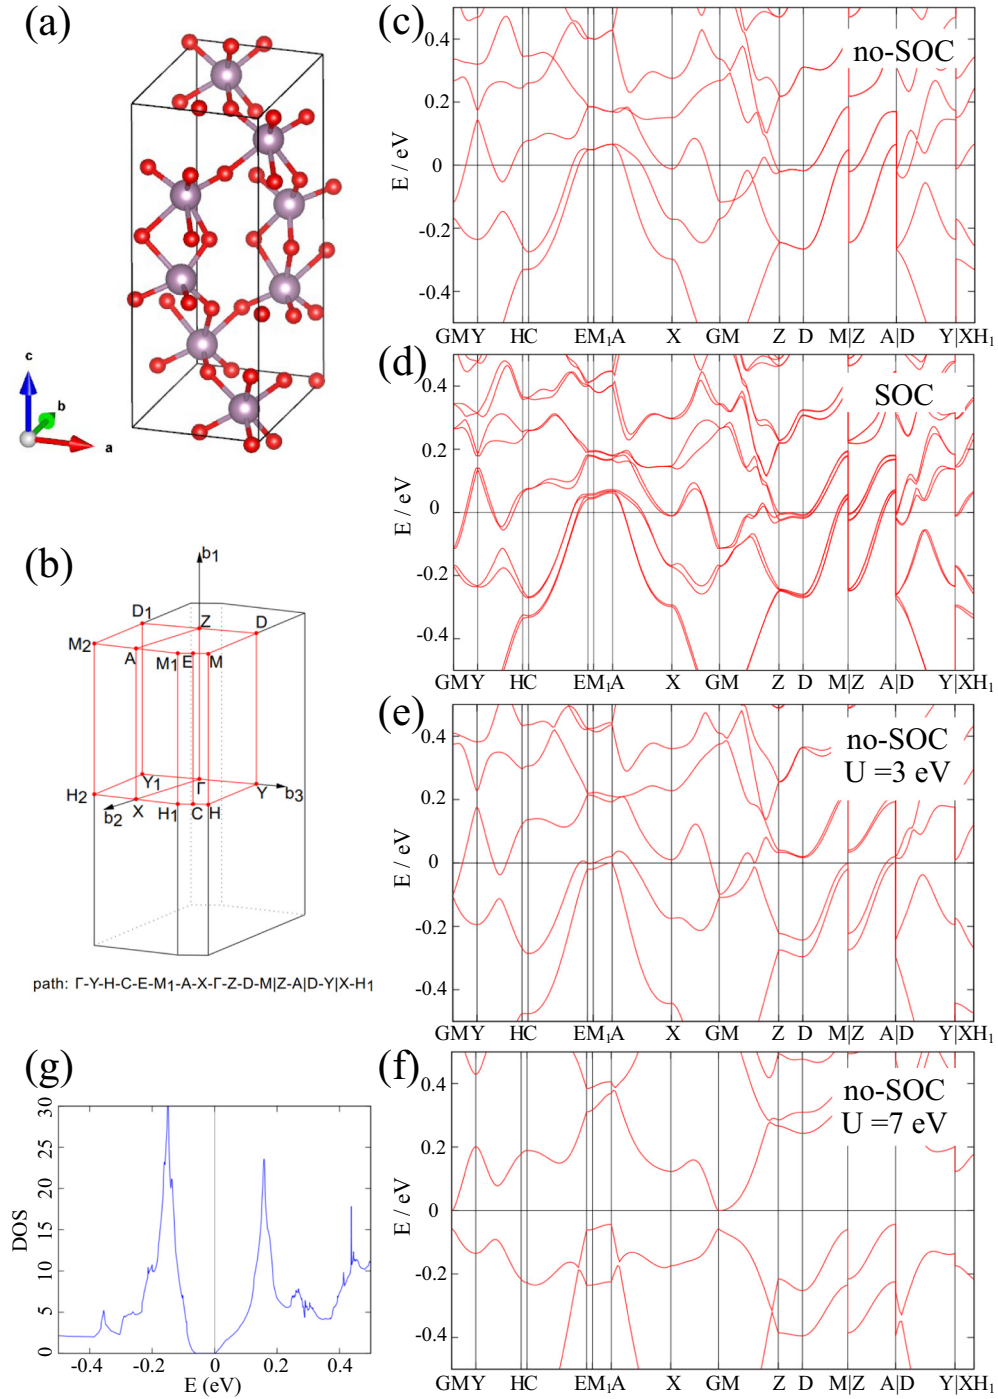 (a)
c
b
a
(b)
b1
D1
Z
D
M2
A
M1
E
M
Y1
Γ
Y
b3
H2
b2
X
H1
C
H
path: Γ-Y-H-C-E-M1-A-X-Γ-Z-D-M|Z-A|D-Y|X-H1
(g)
30
25
20
15
10
5
0
DOS
-0.4 -0.2 0 0.2 0.4
E (eV)
(c)
no-SOC
0.4
0.2
0
-0.2
-0.4
E / eV
GMY HC EM1A X GM Z D M|Z A|D Y|XH1
(d)
SOC
0.4
0.2
0
-0.2
-0.4
E / eV
GMY HC EM1A X GM Z D M|Z A|D Y|XH1
(e)
no-SOC
U =3 eV
0.4
0.2
0
-0.2
-0.4
E / eV
GMY HC EM1A X GM Z D M|Z A|D Y|XH1
(f)
no-SOC
U =7 eV
0.4
0.2
0
-0.2
-0.4
E / eV
GMY HC EM1A X GM Z D M|Z A|D Y|XH1